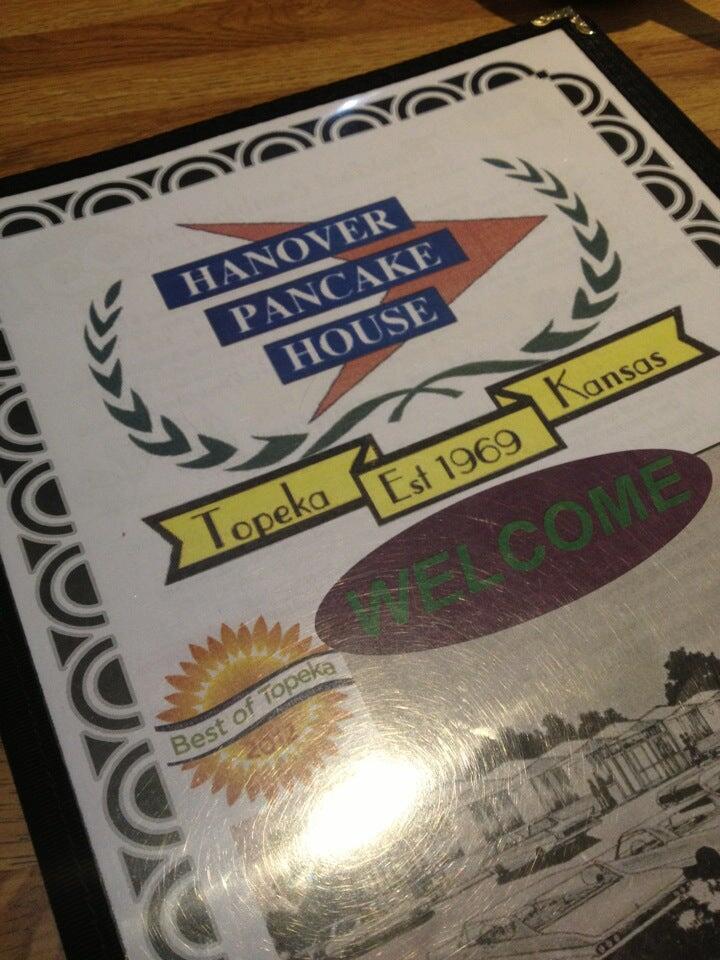 HANOVER
PANCAKE
HOUSE
Topeka Est 1969 Kansas
WELCOME
Best of Topeka
2012